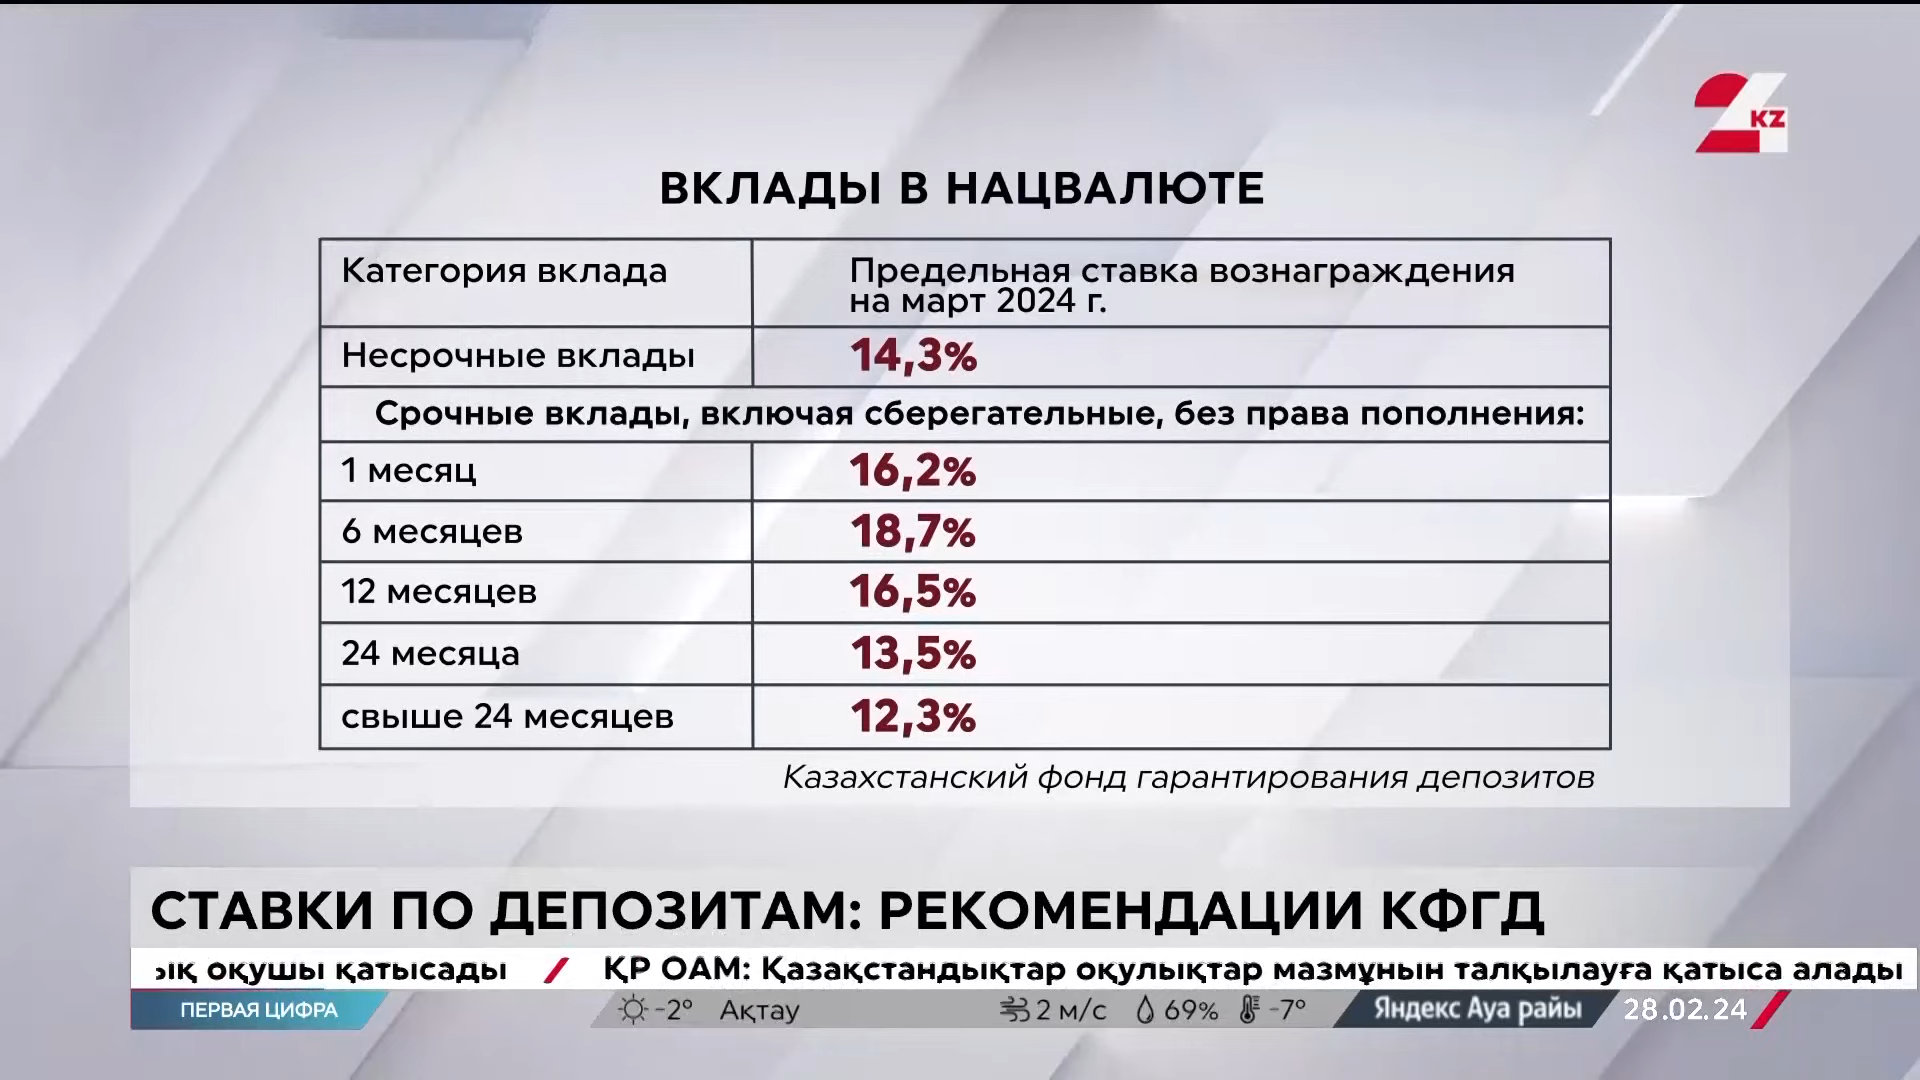 24 KZ
ВКЛАДЫ В НАЦВАЛЮТЕ
Категория вклада
Предельная ставка вознаграждения
на март 2024 г.
Несрочные вклады 14,3%
Срочные вклады, включая сберегательные, без права пополнения:
1 месяц 16,2%
6 месяцев 18,7%
12 месяцев 16,5%
24 месяца 13,5%
свыше 24 месяцев 12,3%
Казахстанский фонд гарантирования депозитов
СТАВКИ ПО ДЕПОЗИТАМ: РЕКОМЕНДАЦИИ КФГД
оқушы қатысады / ҚР ОАМ: Қазақстандықтар оқулықтар мазмұнын талқылауға қатыса алады
ПЕРВАЯ ЦИФРА -2° Ақтау 2 м/с 69% -7° Яндекс Ауа райы 28.02.24